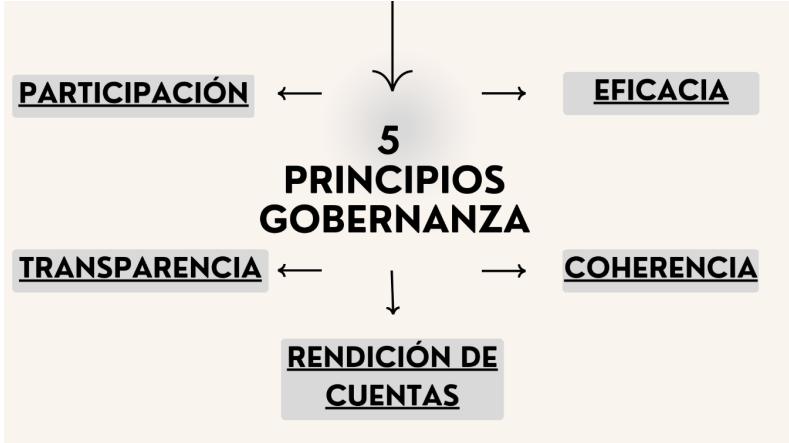 PARTICIPACIÓN
EFICACIA
5
PRINCIPIOS
GOBERNANZA
TRANSPARENCIA
COHERENCIA
RENDICIÓN DE
CUENTAS